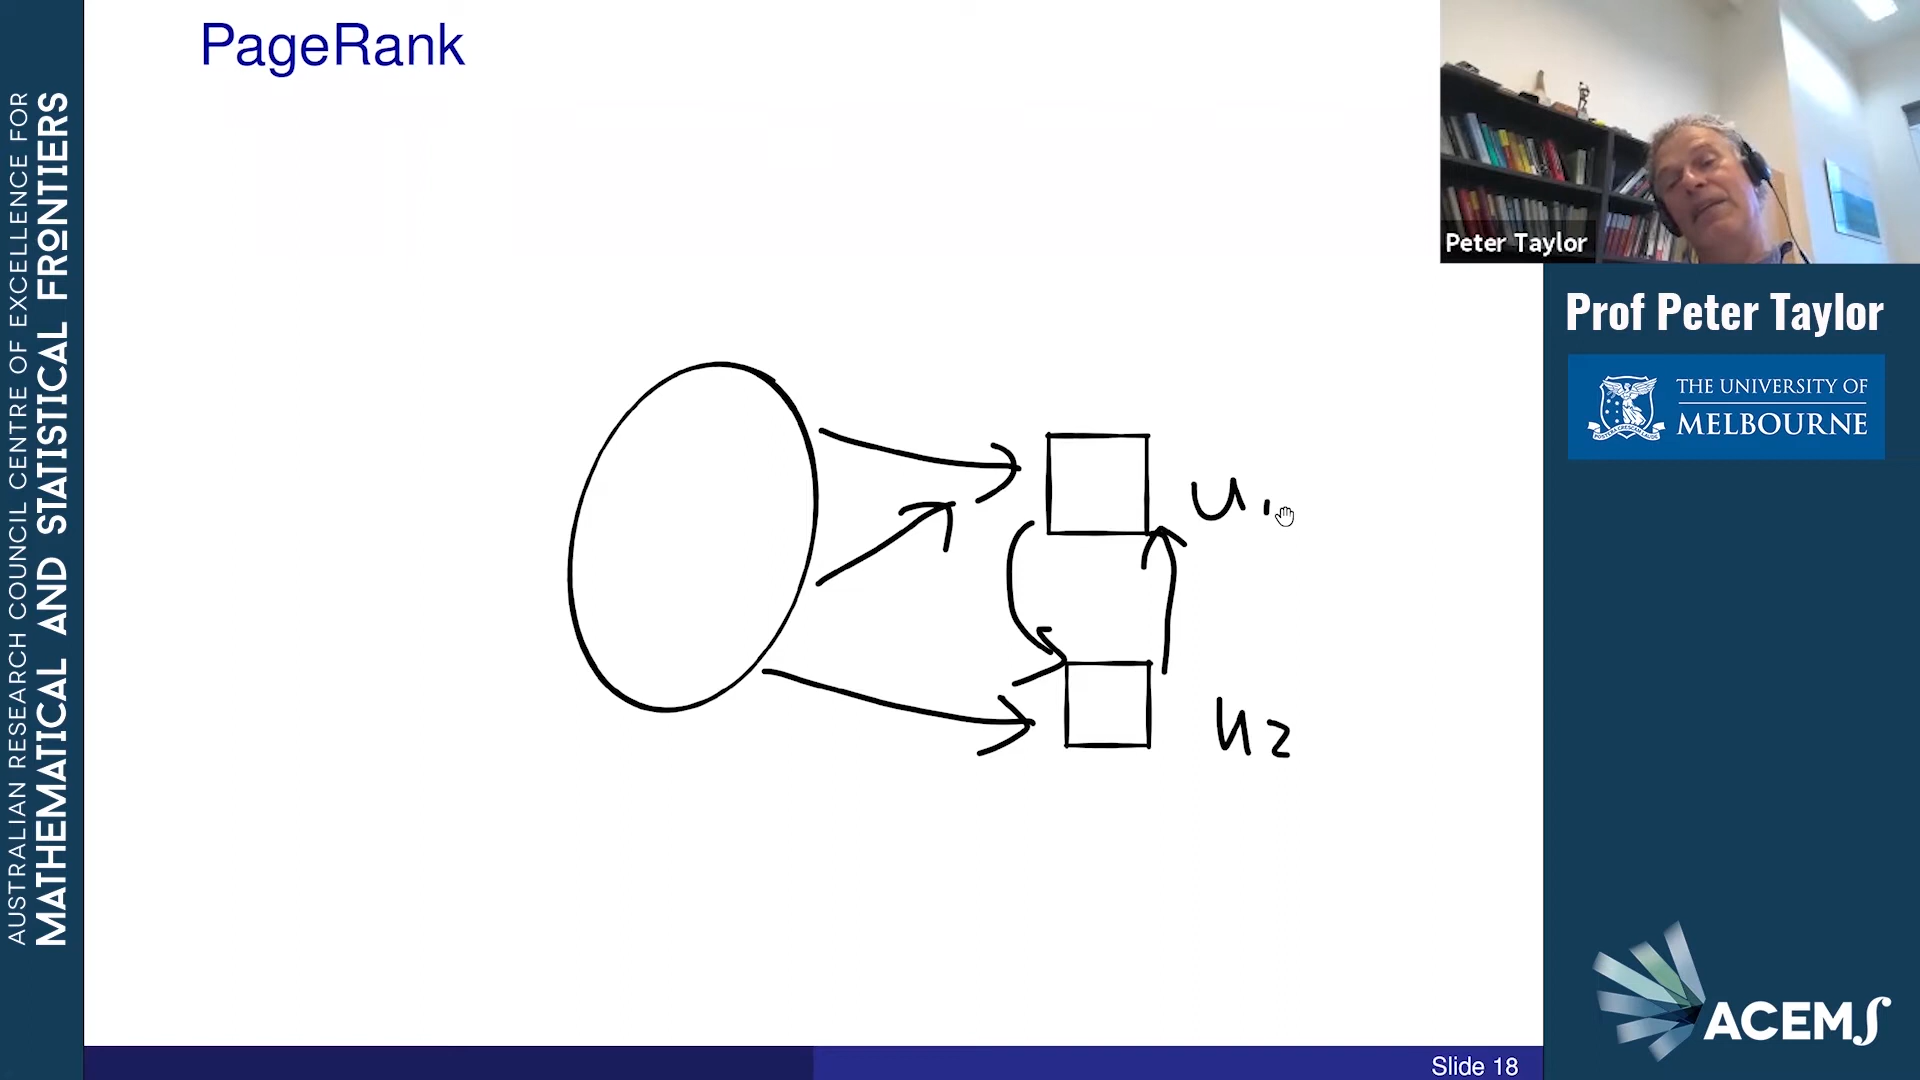 AUSTRALIAN RESEARCH COUNCIL CENTRE OF EXCELLENCE FOR
MATHEMATICAL AND STATISTICAL FRONTIERS
PageRank
u1
u2
Peter Taylor
Prof Peter Taylor
THE UNIVERSITY OF
MELBOURNE
ACEMS
Slide 18